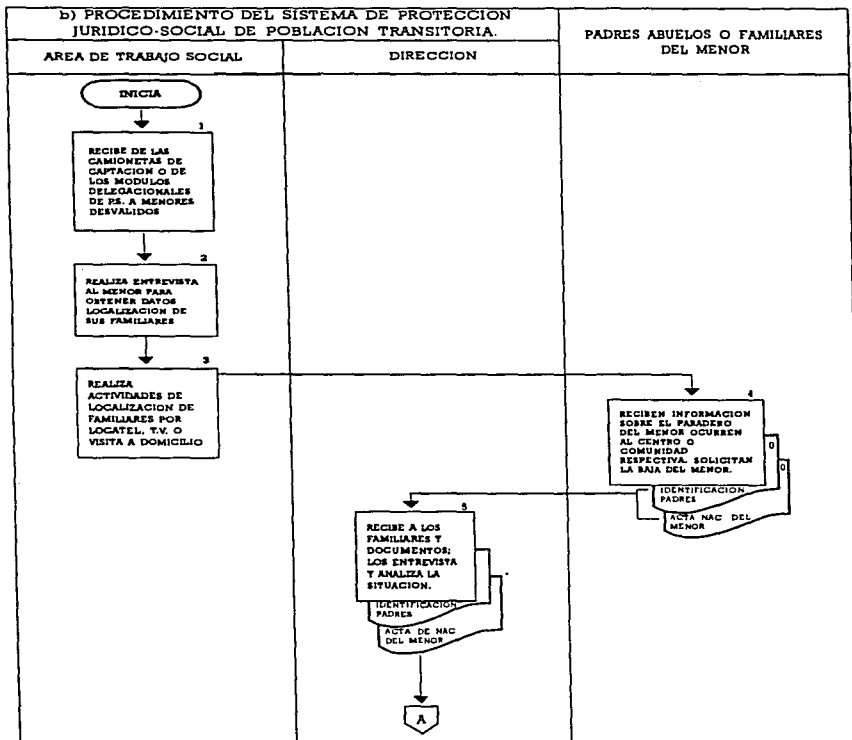 b) PROCEDIMIENTO DEL SISTEMA DE PROTECCION
JURIDICO-SOCIAL DE POBLACION TRANSITORIA.
PADRES ABUELOS O FAMILIARES
DEL MENOR
AREA DE TRABAJO SOCIAL
DIRECCION
INICIA
1
RECIBE DE LAS
CAMIONETAS DE
CAPTACION O DE
LOS MODULOS
DELEGACIONALES
DE P.S. A MENORES
DESVALIDOS
2
REALIZA ENTREVISTA
AL MENOR PARA
OBTENER DATOS
LOCALIZACION DE
SUS FAMILIARES
3
REALIZA
ACTIVIDADES DE
LOCALIZACION DE
FAMILIARES POR
LOCATEL, T.V. O
VISITA A DOMICILIO
4
RECIBEN INFORMACION
SOBRE EL PARADERO
DEL MENOR OCURREN
AL CENTRO O
COMUNIDAD
RESPECTIVA. SOLICITAN
LA BAJA DEL MENOR.
0
0
IDENTIFICACION
PADRES
ACTA NAC DEL
MENOR
5
RECIBE A LOS
FAMILIARES Y
DOCUMENTOS;
LOS ENTREVISTA
Y ANALIZA LA
SITUACION.
IDENTIFICACION
PADRES
ACTA DE NAC
DEL MENOR
A